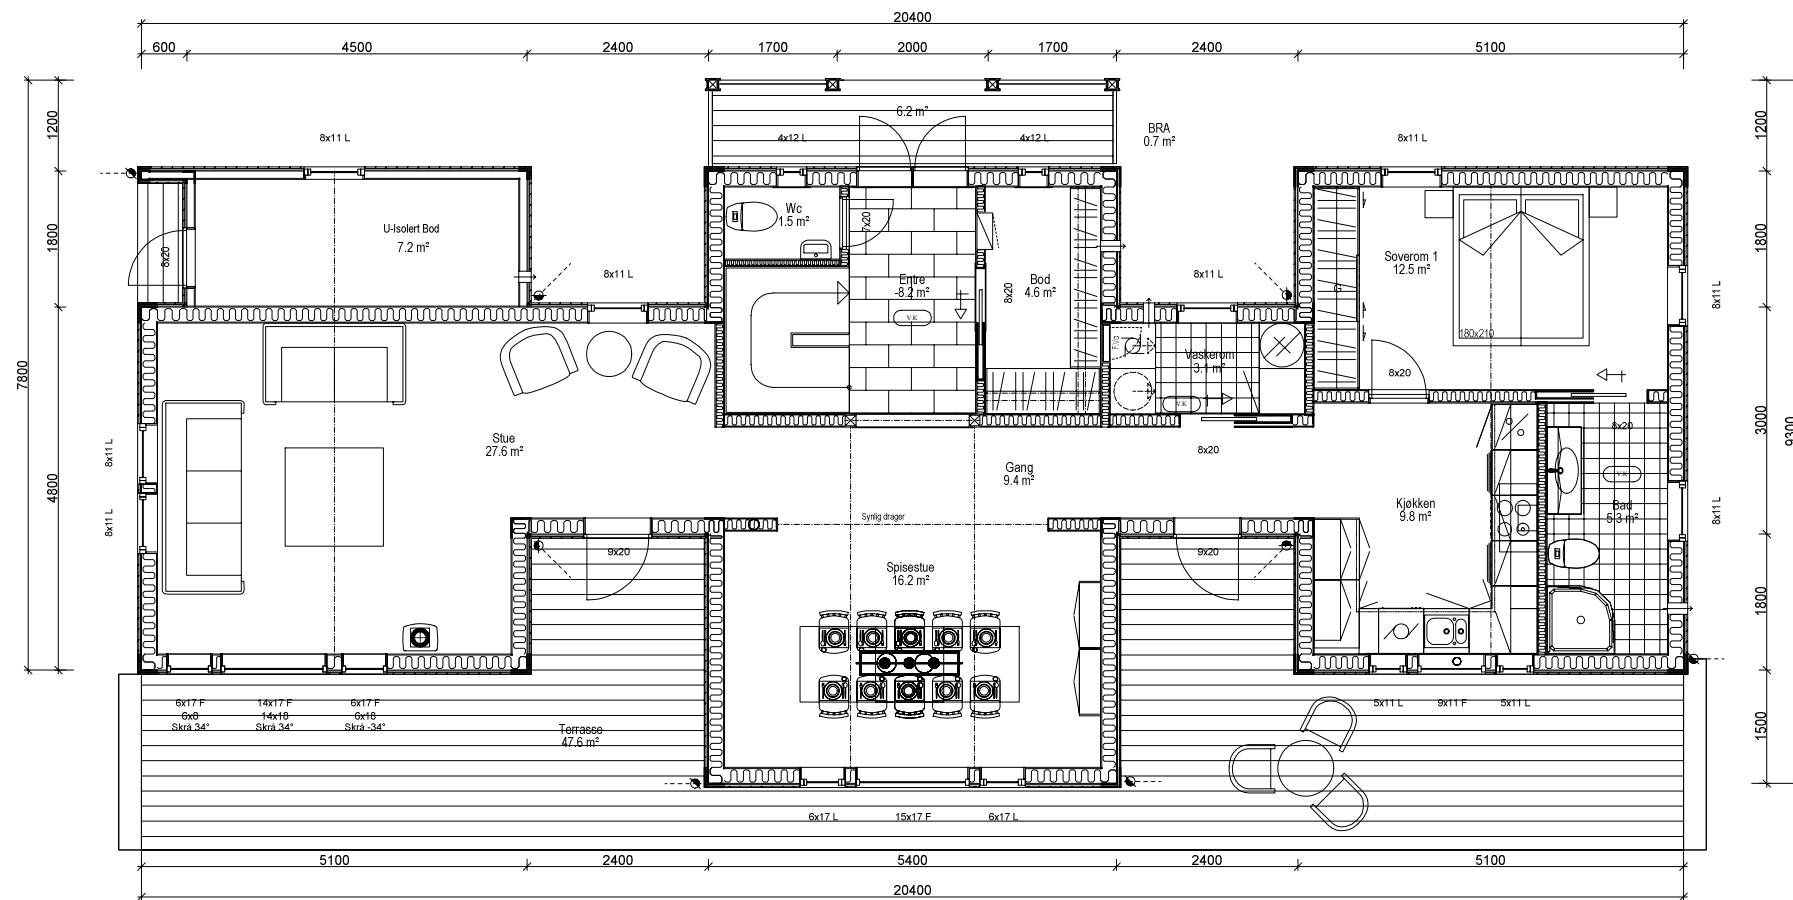 20400
600 4500 2400 1700 2000 1700 2400 5100
1200
1800
4800
7800
1200
1800
3000
1800
1500
9300
8x11 L
4x12 L
6.2 m²
4x12 L
BRA
0.7 m²
8x11 L
8x20
U-Isolert Bod
7.2 m²
Wc
1.5 m²
7x20
8x11 L
Entre
-8.2 m²
V.K
Bod
4.6 m²
8x20
8x11 L
Soverom 1
12.5 m²
G
180x210
8x20
8x11 L
F.Va
Vaskerom
3.1 m²
V.K
8x20
8x11 L
8x11 L
Stue
27.6 m²
Gang
9.4 m²
8x20
V.K
Kjøkken
9.8 m²
Bad
5.3 m²
8x11 L
Synlig drager
9x20
9x20
Spisestue
16.2 m²
6x17 F
6x8
Skrå 34°
14x17 F
14x18
Skrå 34°
6x17 F
6x18
Skrå -34°
Terrasse
47.6 m²
5x11 L
9x11 F
5x11 L
6x17 L
15x17 F
6x17 L
5100 2400 5400 2400 5100
20400